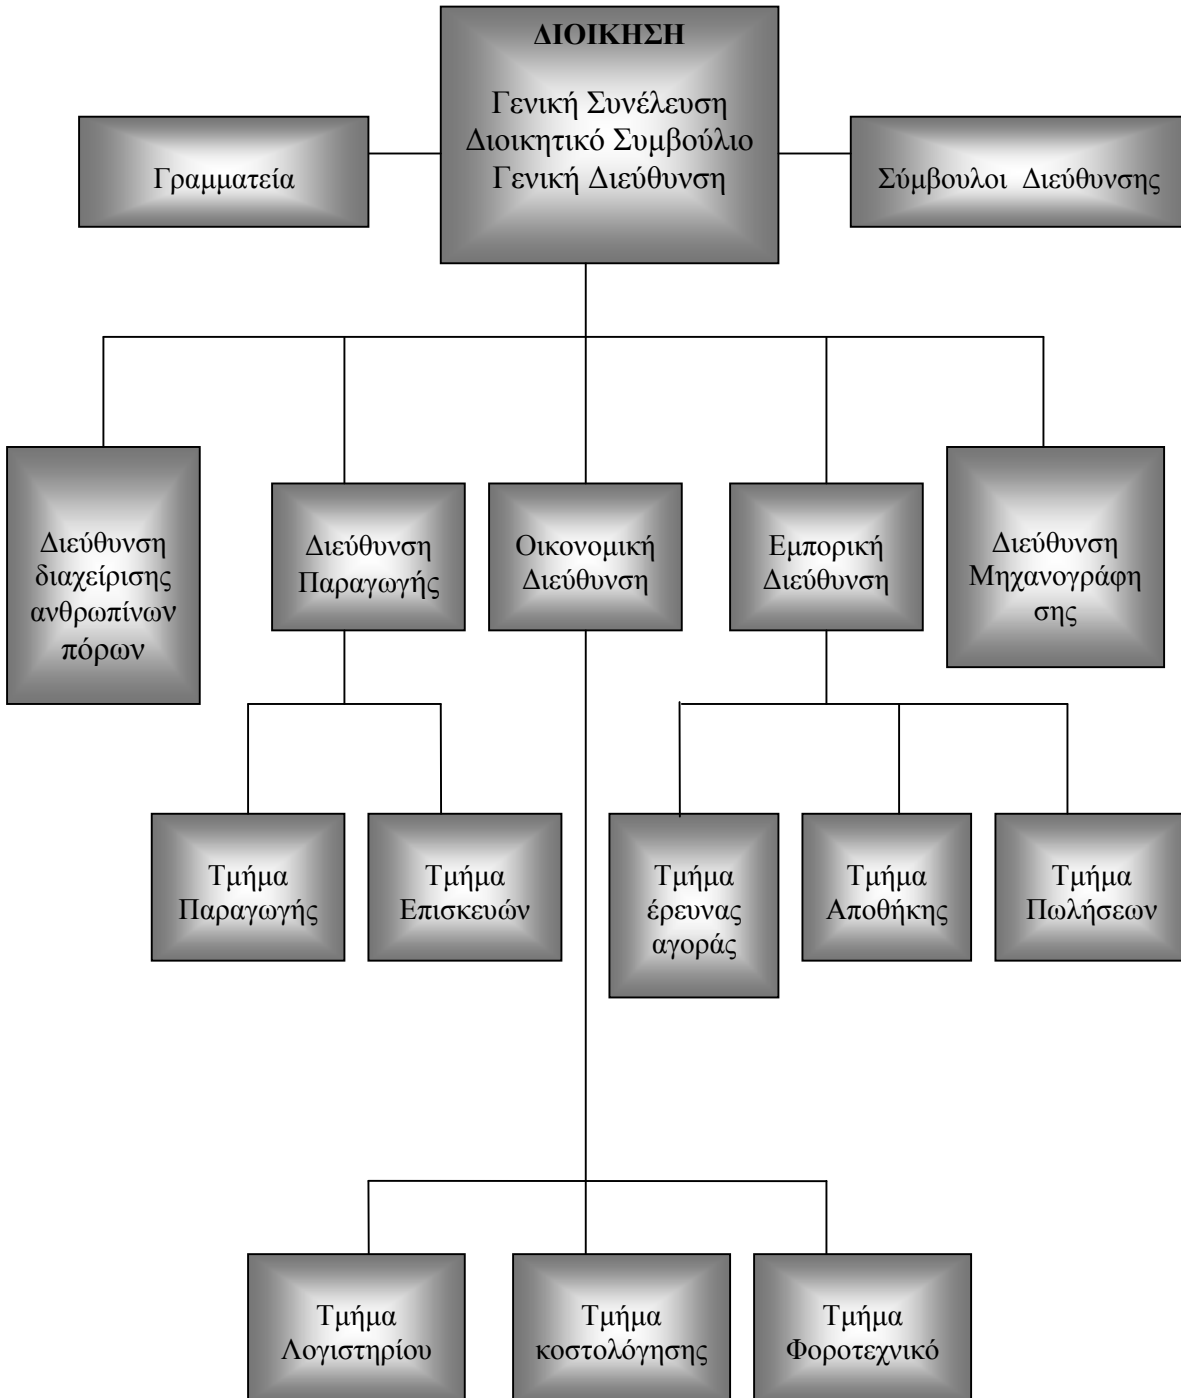 ΔΙΟΙΚΗΣΗ
Γενική Συνέλευση
Διοικητικό Συμβούλιο
Γενική Διεύθυνση
Γραμματεία
Σύμβουλοι Διεύθυνσης
Διεύθυνση
διαχείρισης
ανθρωπίνων
πόρων
Διεύθυνση
Παραγωγής
Οικονομική
Διεύθυνση
Εμπορική
Διεύθυνση
Διεύθυνση
Μηχανογράφη
σης
Τμήμα
Παραγωγής
Τμήμα
Επισκευών
Τμήμα
έρευνας
αγοράς
Τμήμα
Αποθήκης
Τμήμα
Πωλήσεων
Τμήμα
Λογιστηρίου
Τμήμα
κοστολόγησης
Τμήμα
Φοροτεχνικό